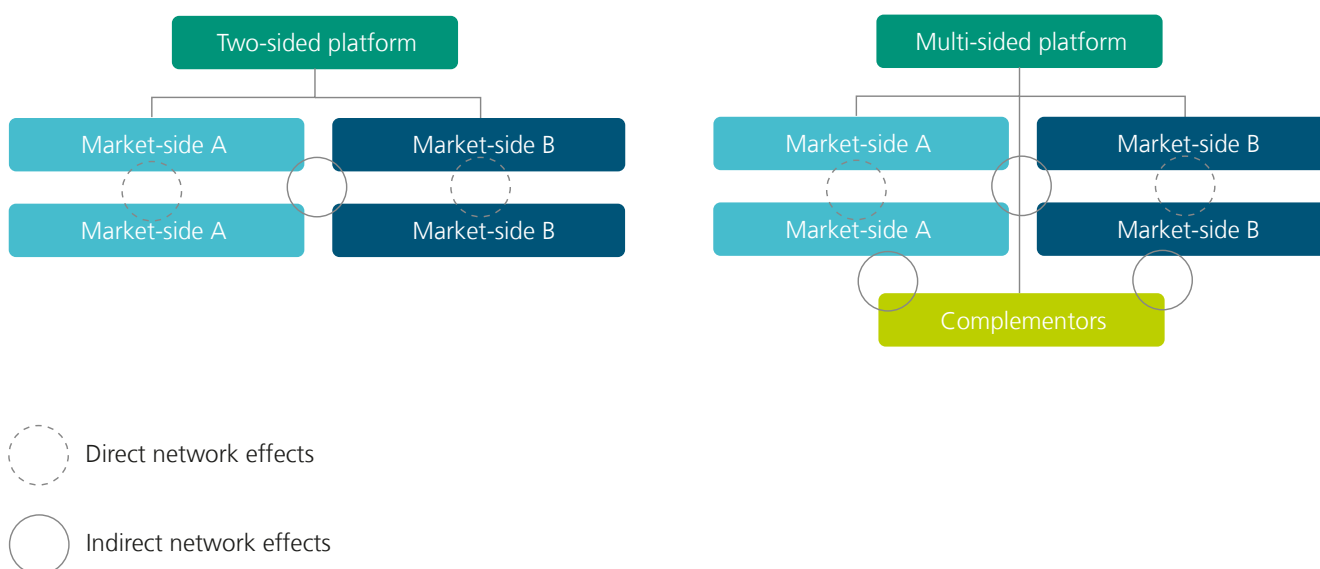 Two-sided platform
Market-side A
Market-side B
Market-side A
Market-side B
Multi-sided platform
Market-side A
Market-side B
Market-side A
Market-side B
Complementors
Direct network effects
Indirect network effects